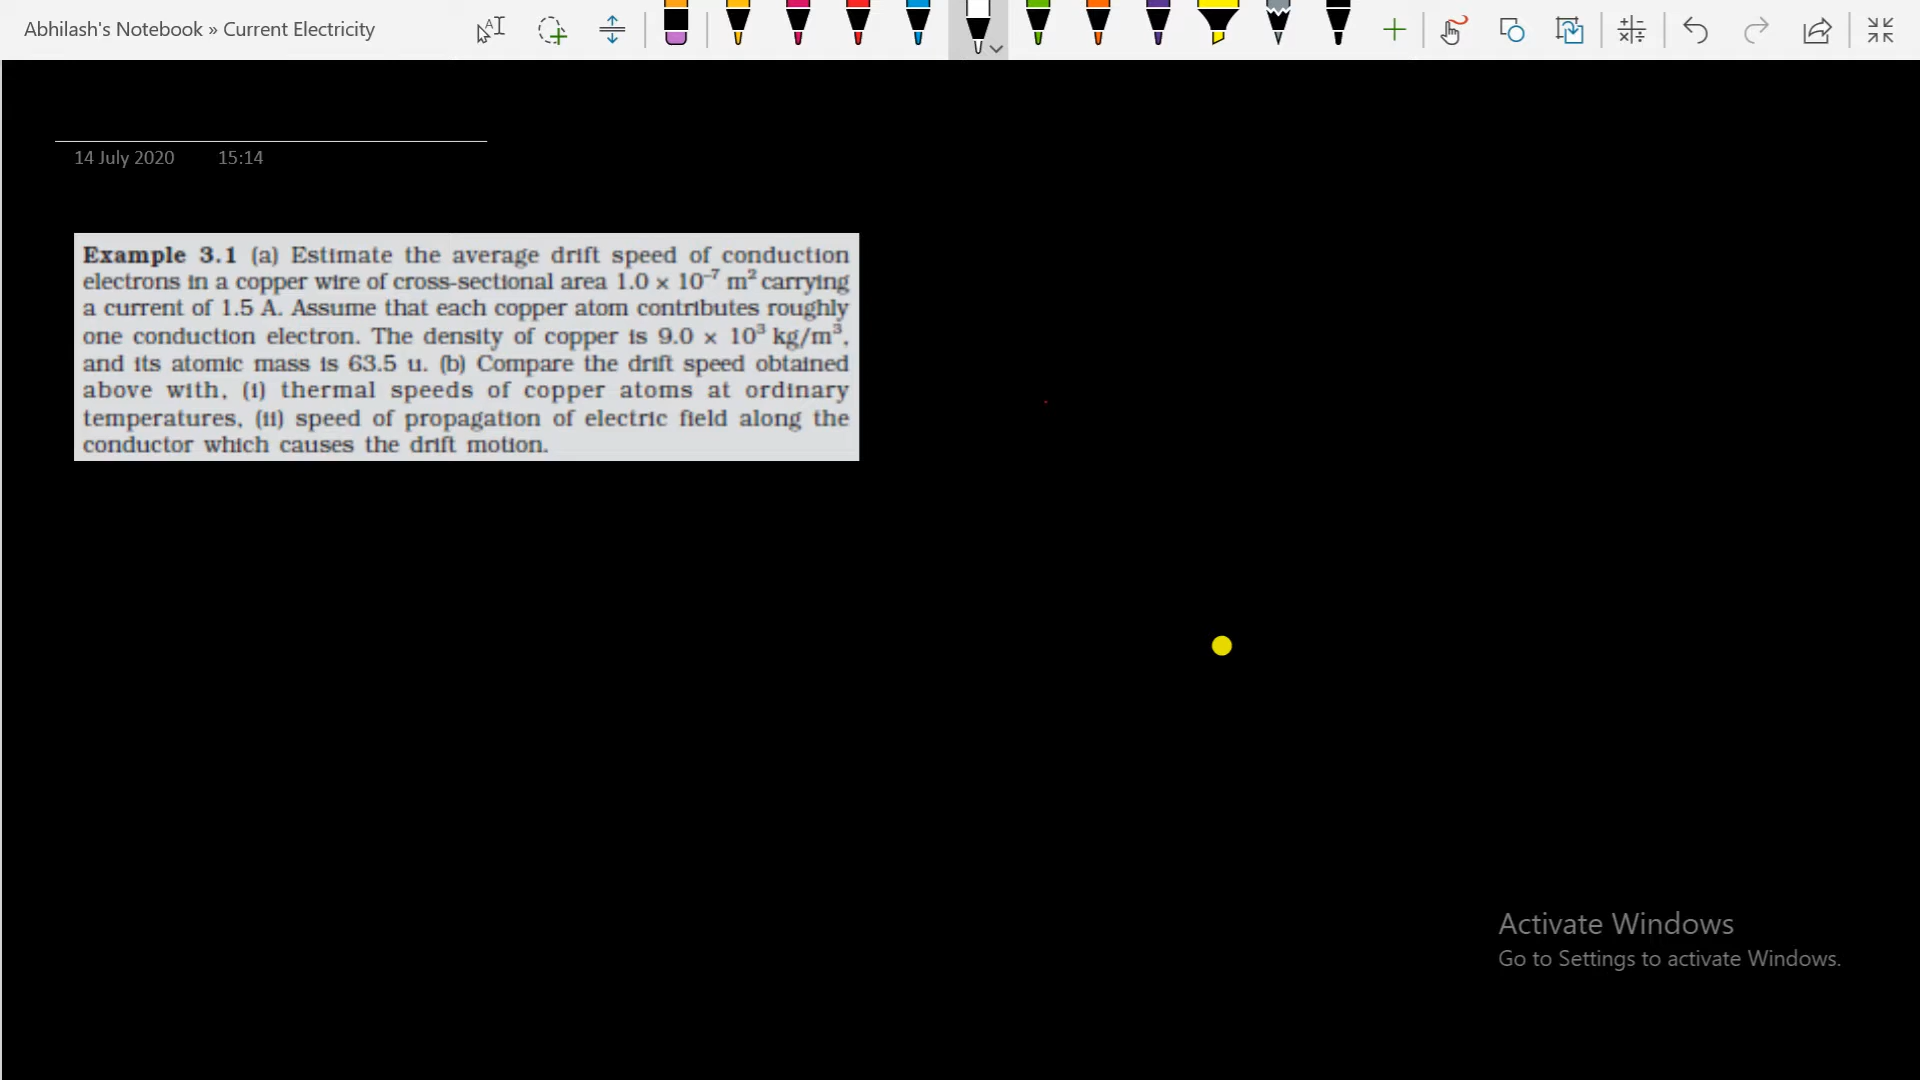 Abhilash's Notebook » Current Electricity
14 July 2020 15:14
Example 3.1 (a) Estimate the average drift speed of conduction
electrons in a copper wire of cross-sectional area 1.0 × 10⁻⁷ m² carrying
a current of 1.5 A. Assume that each copper atom contributes roughly
one conduction electron. The density of copper is 9.0 × 10³ kg/m³,
and its atomic mass is 63.5 u. (b) Compare the drift speed obtained
above with, (i) thermal speeds of copper atoms at ordinary
temperatures, (ii) speed of propagation of electric field along the
conductor which causes the drift motion.
Activate Windows
Go to Settings to activate Windows.